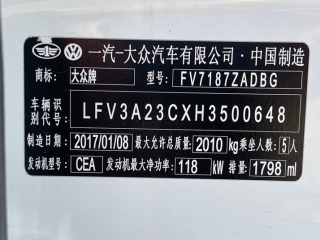 一汽-大众汽车有限公司·中国制造
商标: 大众牌 型号: FV7187ZADBG
车辆识别代号: LFV3A23CXH3500648
制造年月: 2017/01/08 最大允许总质量 2010 kg 乘坐人数: 5 人
发动机型号: CEA 发动机最大净功率: 118 kW 排量: 1798 ml